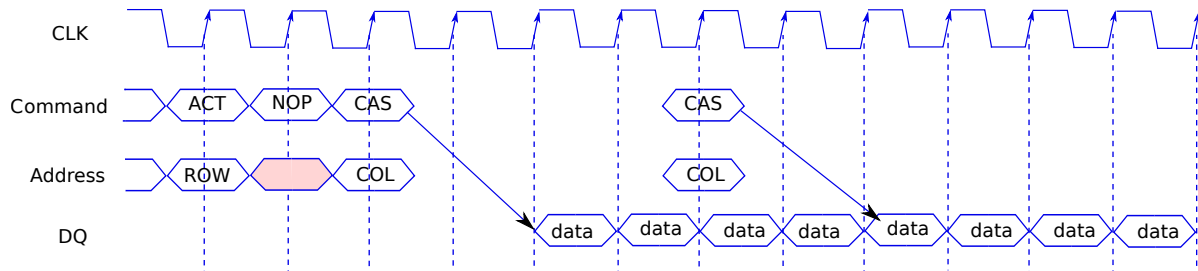 CLK
Command ACT NOP CAS CAS
Address ROW COL COL
DQ data data data data data data data data